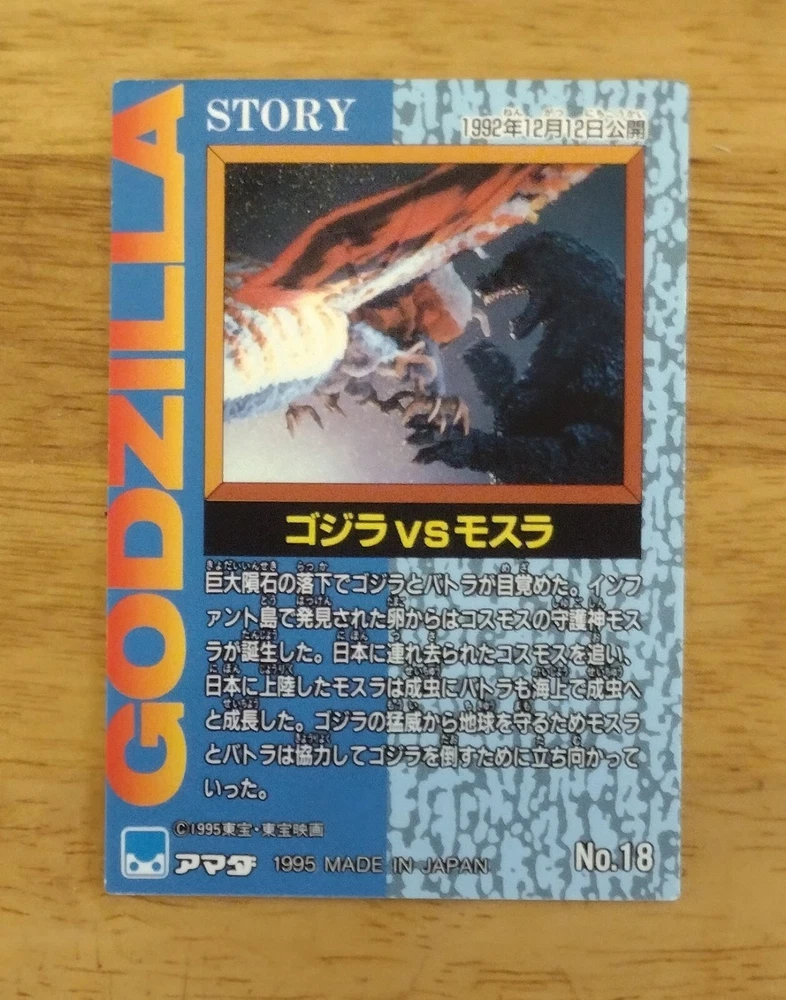 GODZILLA
STORY
1992年12月12日公開
ゴジラvsモスラ
巨大隕石の落下でゴジラとバトラが目覚めた。インフ
ァント島で発見された卵からはコスモスの守護神モス
ラが誕生した。日本に連れ去られたコスモスを追い、
日本に上陸したモスラは成虫にバトラも海上で成虫へ
と成長した。ゴジラの猛威から地球を守るためモスラ
とバトラは協力してゴジラを倒すために立ち向かって
いった。
©1995東宝・東宝映画
アマダ 1995 MADE IN JAPAN
No.18